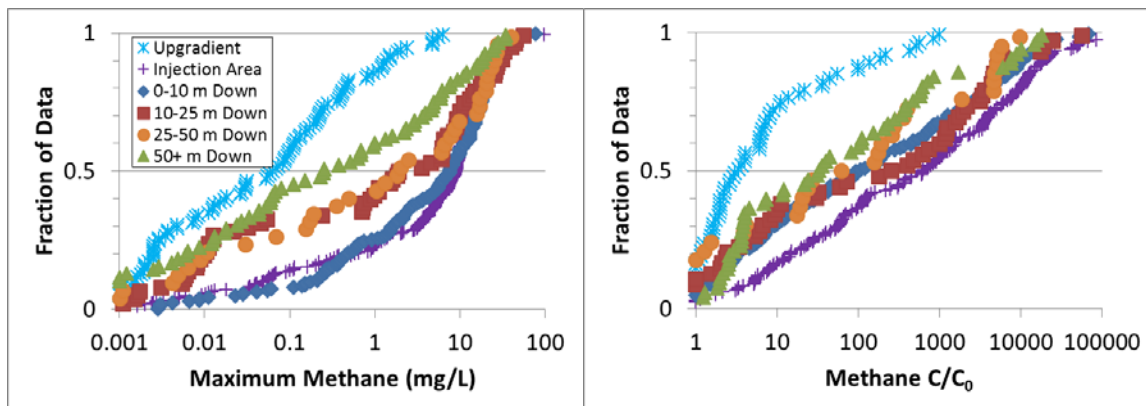 Fraction of Data
1
0.5
0
Upgradient
Injection Area
0-10 m Down
10-25 m Down
25-50 m Down
50+ m Down
0.001 0.01 0.1 1 10 100
Maximum Methane (mg/L)
Fraction of Data
1
0.5
0
1 10 100 1000 10000 100000
Methane C/C₀